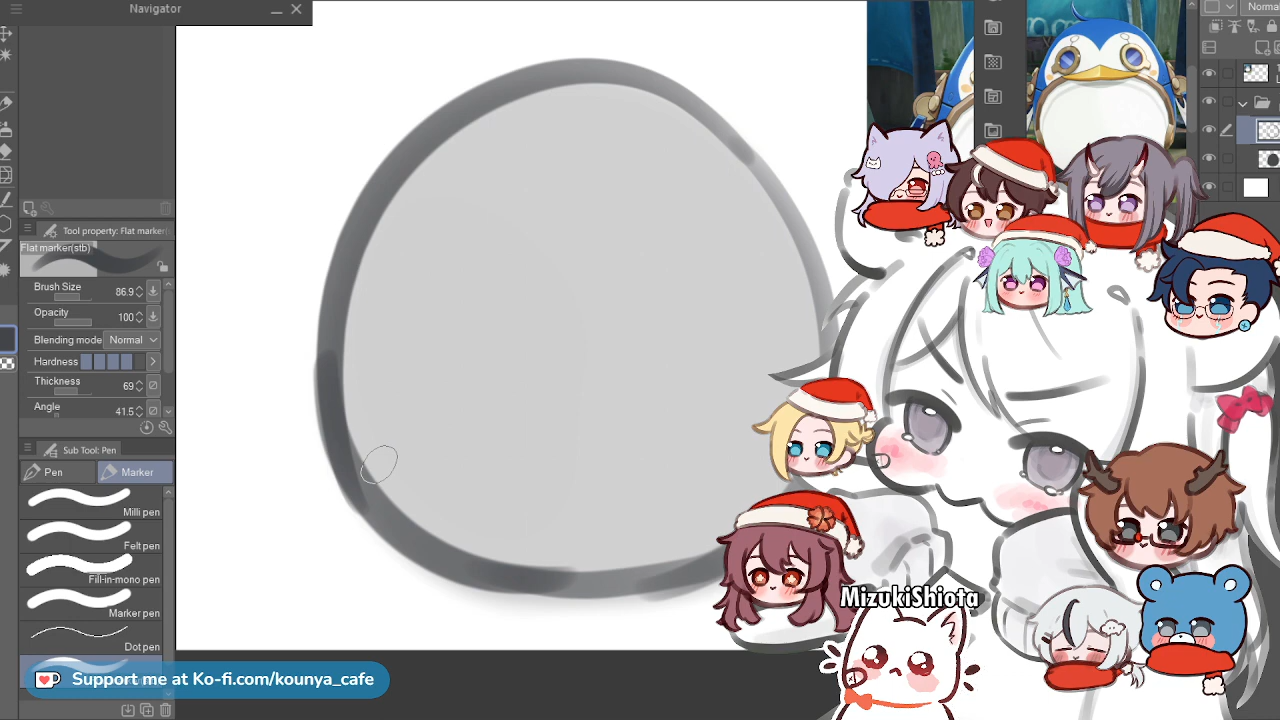 Navigator
Norma
Tool property: Flat marker(
Flat marker(stb)
Brush Size 86.9
Opacity 100
Blending mode Normal
Hardness
Thickness 69
Angle 41.5
Sub Tool: Pen
Pen Marker
Milli pen
Felt pen
Fill-in-mono pen
Marker pen
Dot pen
MizukiShiota
Support me at Ko-fi.com/kounya_cafe